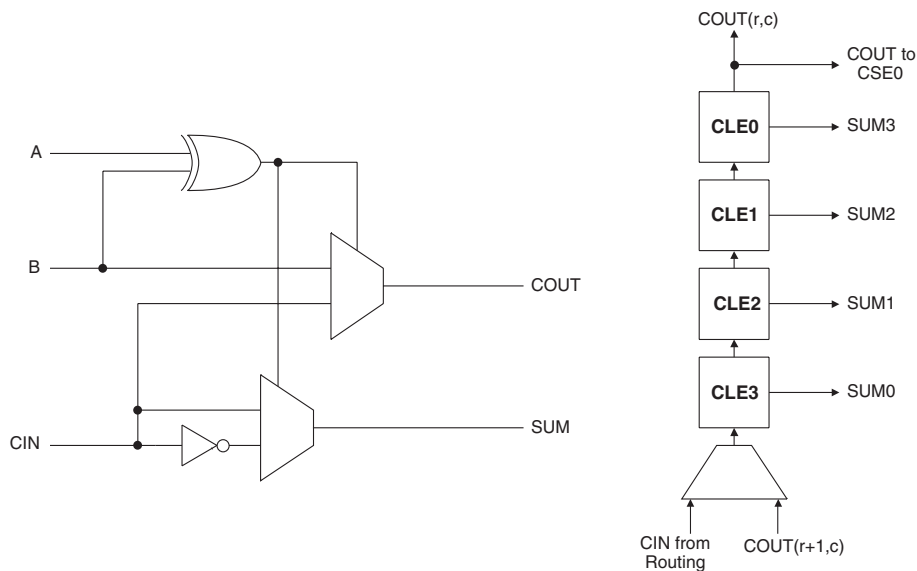 A
B
CIN
COUT
SUM
COUT(r,c)
COUT to
CSE0
CLE0
SUM3
CLE1
SUM2
CLE2
SUM1
CLE3
SUM0
CIN from
Routing
COUT(r+1,c)